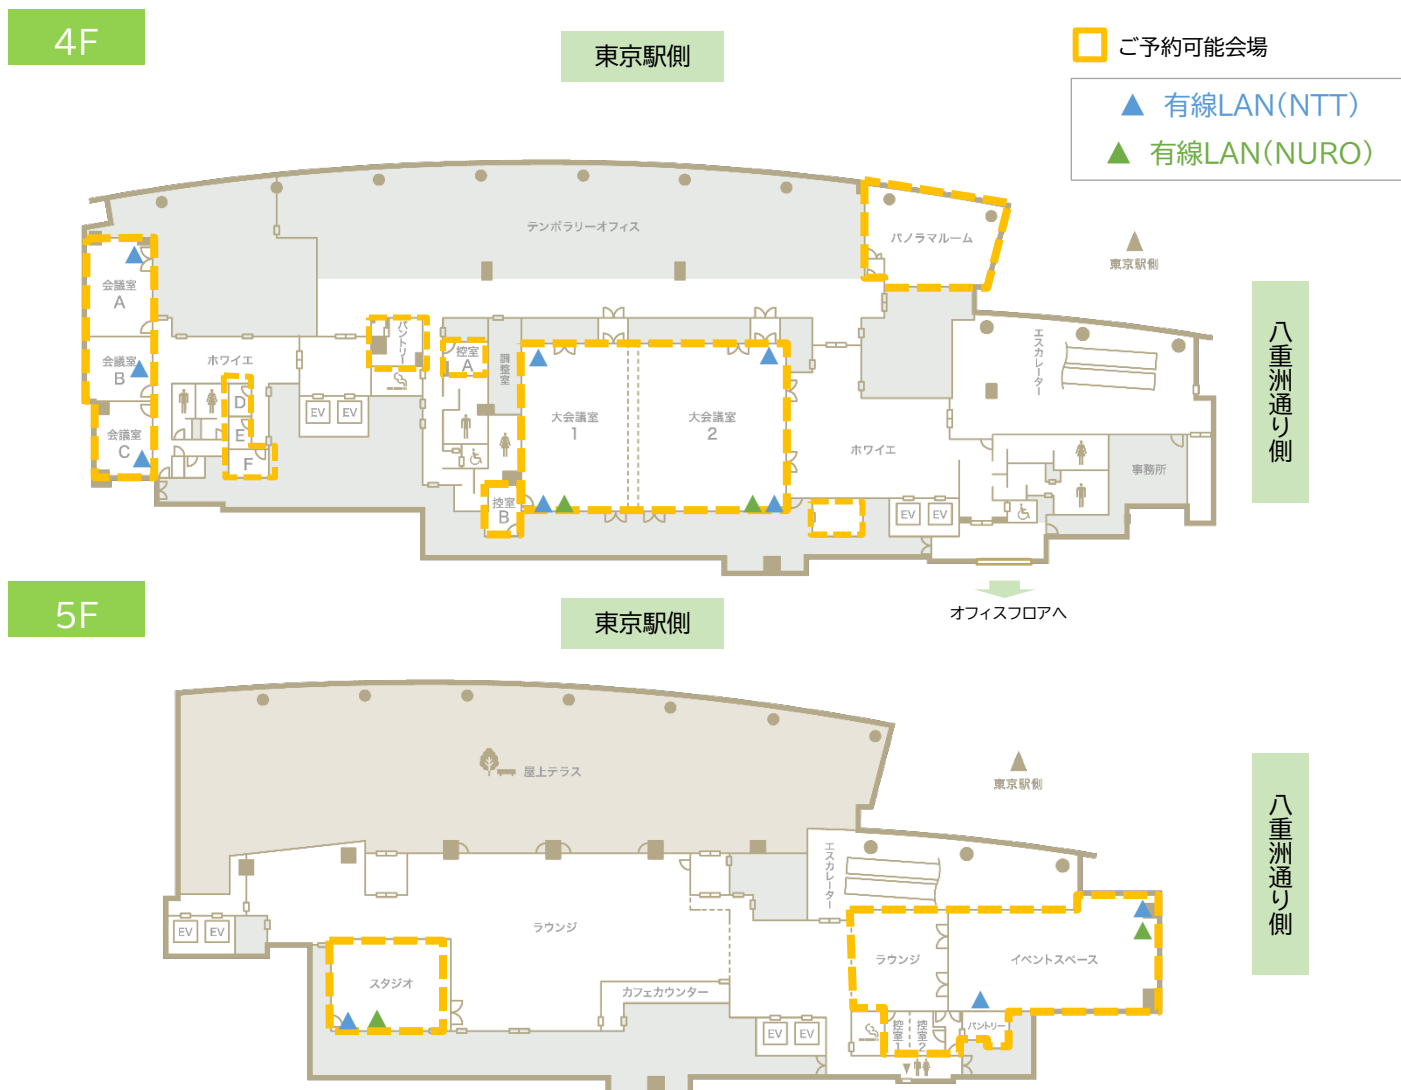 4F
東京駅側
ご予約可能会場
有線LAN(NTT)
有線LAN(NURO)
テンポラリーオフィス
パノラマルーム
東京駅側
八重洲通り側
会議室
A
会議室
B
会議室
C
ホワイエ
D
E
F
EV
EV
パントリー
控室
A
調整室
控室
B
大会議室
1
大会議室
2
ホワイエ
エスカレーター
事務所
EV
EV
オフィスフロアへ
5F
東京駅側
屋上テラス
東京駅側
八重洲通り側
エスカレーター
EV
EV
ラウンジ
スタジオ
カフェカウンター
ラウンジ
イベントスペース
控室1
控室2
パントリー
EV
EV